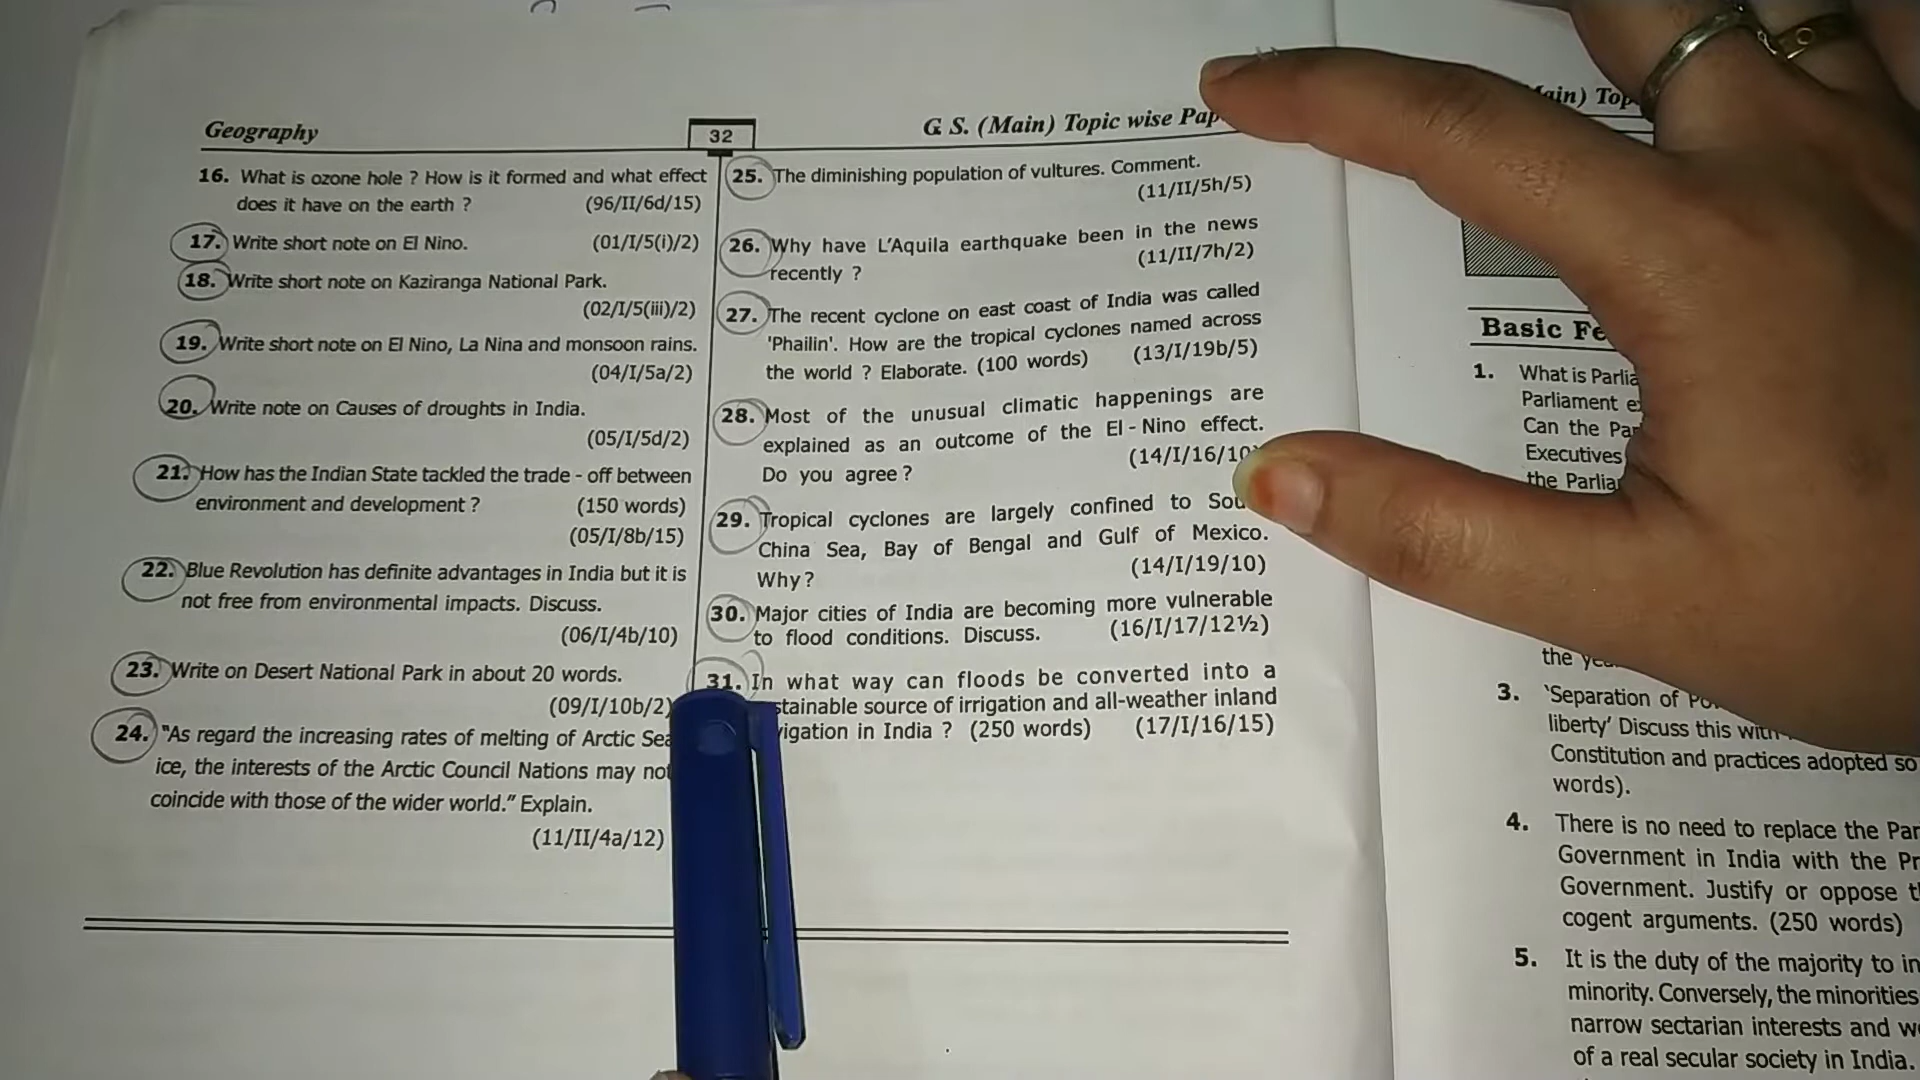 Geography
32
G. S. (Main) Topic wise Pap
16. What is ozone hole ? How is it formed and what effect
does it have on the earth ? (96/II/6d/15)
17. Write short note on El Nino. (01/I/5(i)/2)
18. Write short note on Kaziranga National Park.
(02/I/5(iii)/2)
19. Write short note on El Nino, La Nina and monsoon rains.
(04/I/5a/2)
20. Write note on Causes of droughts in India.
(05/I/5d/2)
21. How has the Indian State tackled the trade - off between
environment and development ? (150 words)
(05/I/8b/15)
22. Blue Revolution has definite advantages in India but it is
not free from environmental impacts. Discuss.
(06/I/4b/10)
23. Write on Desert National Park in about 20 words.
(09/I/10b/2)
24. "As regard the increasing rates of melting of Arctic Sea
ice, the interests of the Arctic Council Nations may not
coincide with those of the wider world." Explain.
(11/II/4a/12)
25. The diminishing population of vultures. Comment.
(11/II/5h/5)
26. Why have L'Aquila earthquake been in the news
recently ? (11/II/7h/2)
27. The recent cyclone on east coast of India was called
'Phailin'. How are the tropical cyclones named across
the world ? Elaborate. (100 words) (13/I/19b/5)
28. Most of the unusual climatic happenings are
explained as an outcome of the El - Nino effect.
Do you agree ? (14/I/16/10)
29. Tropical cyclones are largely confined to Sou
China Sea, Bay of Bengal and Gulf of Mexico.
Why ? (14/I/19/10)
30. Major cities of India are becoming more vulnerable
to flood conditions. Discuss. (16/I/17/12½)
31. In what way can floods be converted into a
stainable source of irrigation and all-weather inland
vigation in India ? (250 words) (17/I/16/15)
ain) Top
Basic Fe
1. What is Parlia
Parliament e
Can the Par
Executives
the Parlia
the
3. 'Separation of
liberty' Discuss this with
Constitution and practices adopted so
words).
4. There is no need to replace the Par
Government in India with the Pr
Government. Justify or oppose t
cogent arguments. (250 words)
5. It is the duty of the majority to in
minority. Conversely, the minorities
narrow sectarian interests and w
of a real secular society in India.